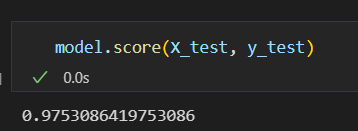 model.score(X_test, y_test)
0.0s
0.9753086419753086